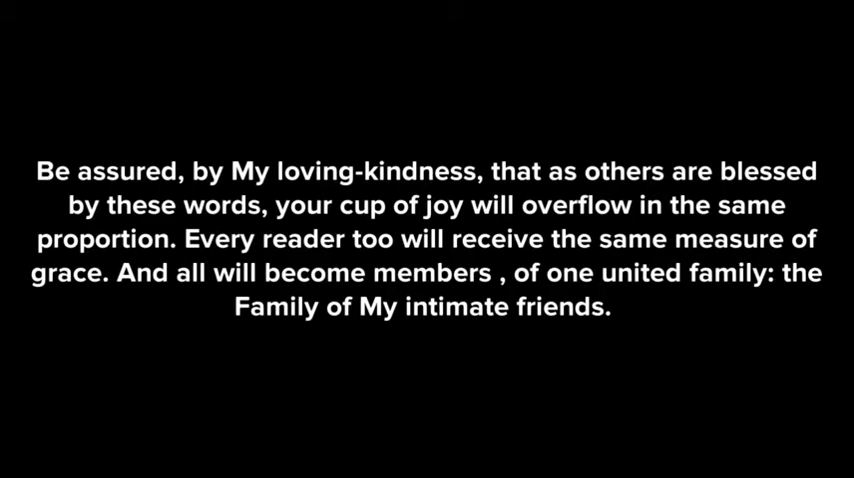 Be assured, by My loving-kindness, that as others are blessed
by these words, your cup of joy will overflow in the same
proportion. Every reader too will receive the same measure of
grace. And all will become members , of one united family: the
Family of My intimate friends.